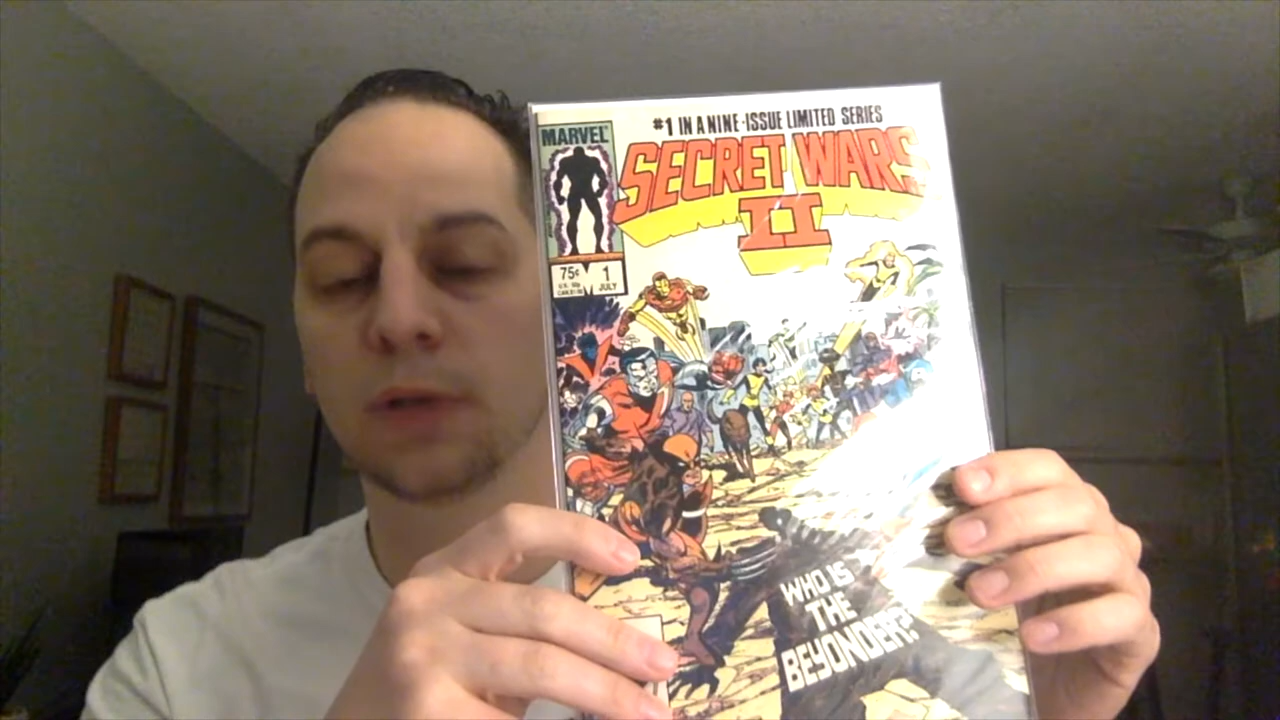 #1 IN A NINE-ISSUE LIMITED SERIES
MARVEL
SECRET WARS
II
75¢ 1
JULY
WHO IS
THE
BEYONDER?